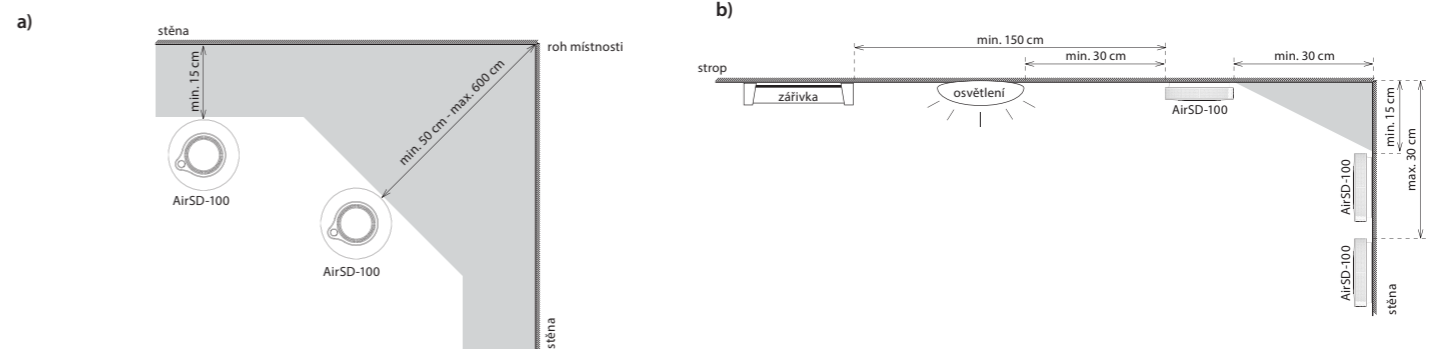 a)
stěna
roh místnosti
min. 15 cm
min. 50 cm - max. 600 cm
AirSD-100
AirSD-100
stěna
b)
min. 150 cm
min. 30 cm
min. 30 cm
strop
zářivka
osvětlení
AirSD-100
min. 15 cm
max. 30 cm
AirSD-100
AirSD-100
stěna